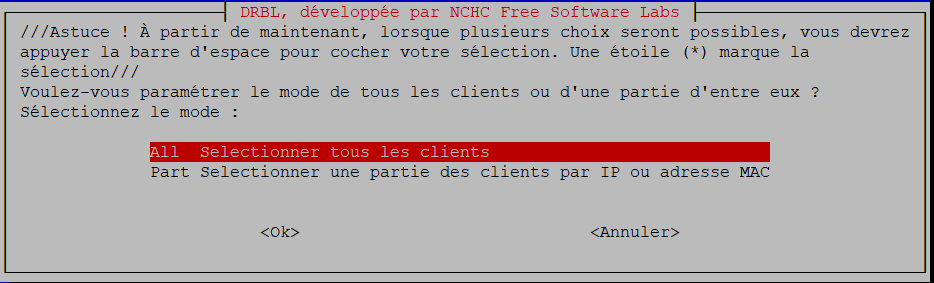 DRBL, développée par NCHC Free Software Labs
///Astuce ! À partir de maintenant, lorsque plusieurs choix seront possibles, vous devrez
appuyer la barre d'espace pour cocher votre sélection. Une étoile (*) marque la
sélection///
Voulez-vous paramétrer le mode de tous les clients ou d'une partie d'entre eux ?
Sélectionnez le mode :
All  Selectionner tous les clients
Part Selectionner une partie des clients par IP ou adresse MAC
<Ok> <Annuler>